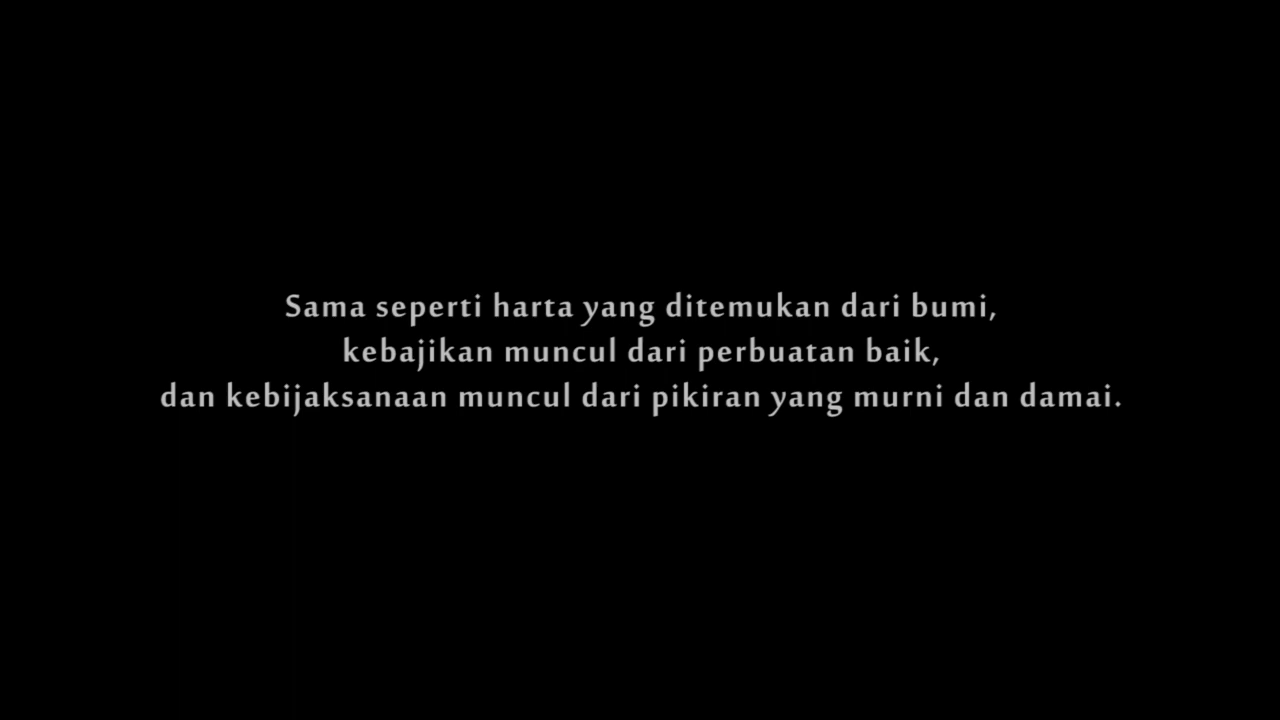 Sama seperti harta yang ditemukan dari bumi,
kebajikan muncul dari perbuatan baik,
dan kebijaksanaan muncul dari pikiran yang murni dan damai.